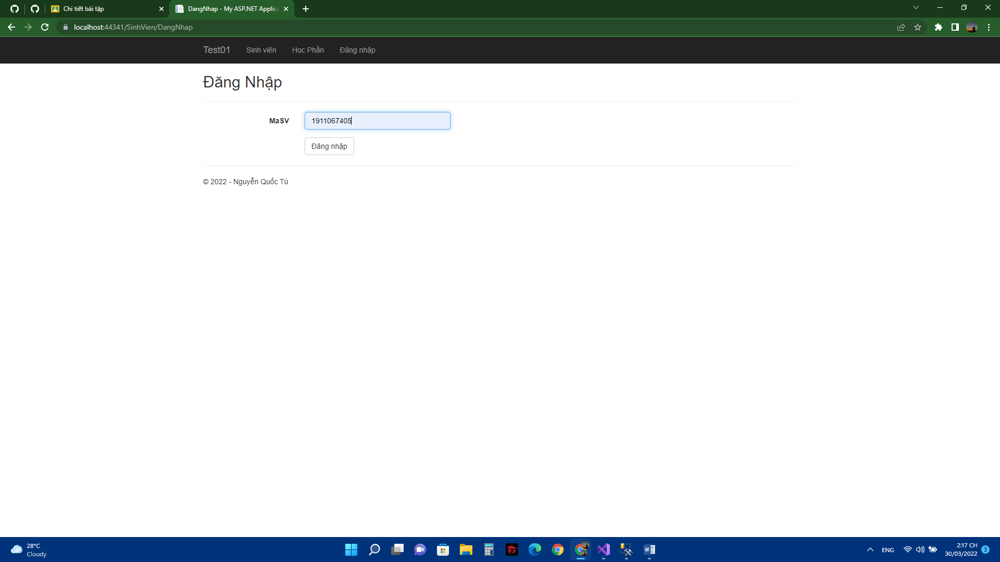 Chi tiết bài tập
DangNhap - My ASP.NET Applica
localhost:44341/SinhVien/DangNhap
Test01 Sinh viên Học Phần Đăng nhập
Đăng Nhập
MaSV 1911067405
Đăng nhập
© 2022 - Nguyễn Quốc Tú
28°C
Cloudy
ENG
2:17 CH
30/03/2022
3